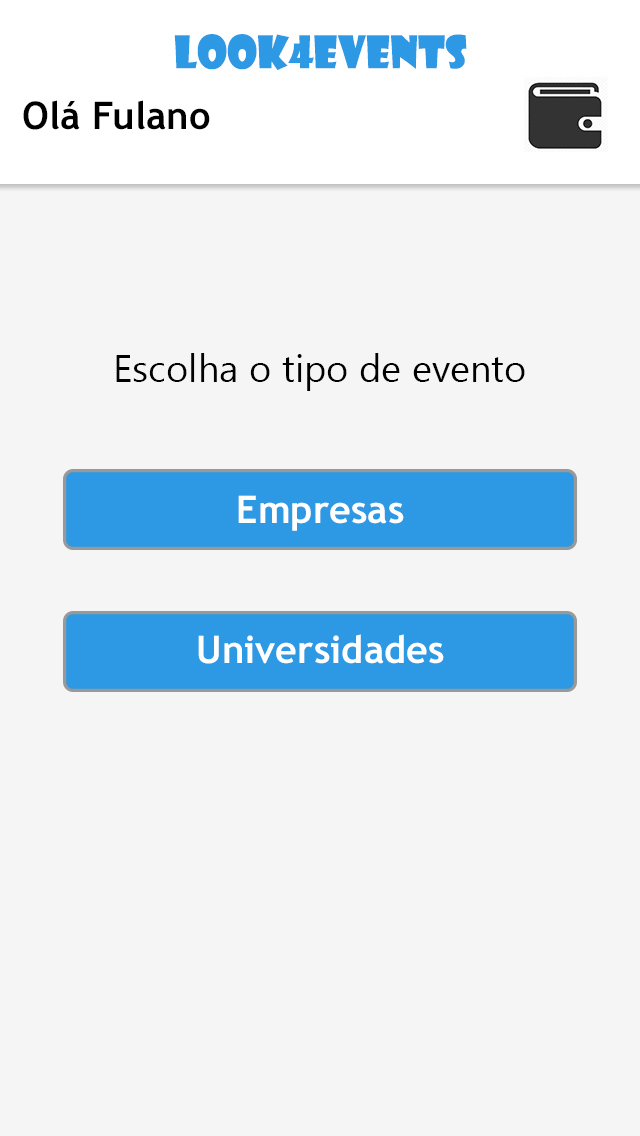 LOOK4EVENTS
Olá Fulano
Escolha o tipo de evento
Empresas
Universidades